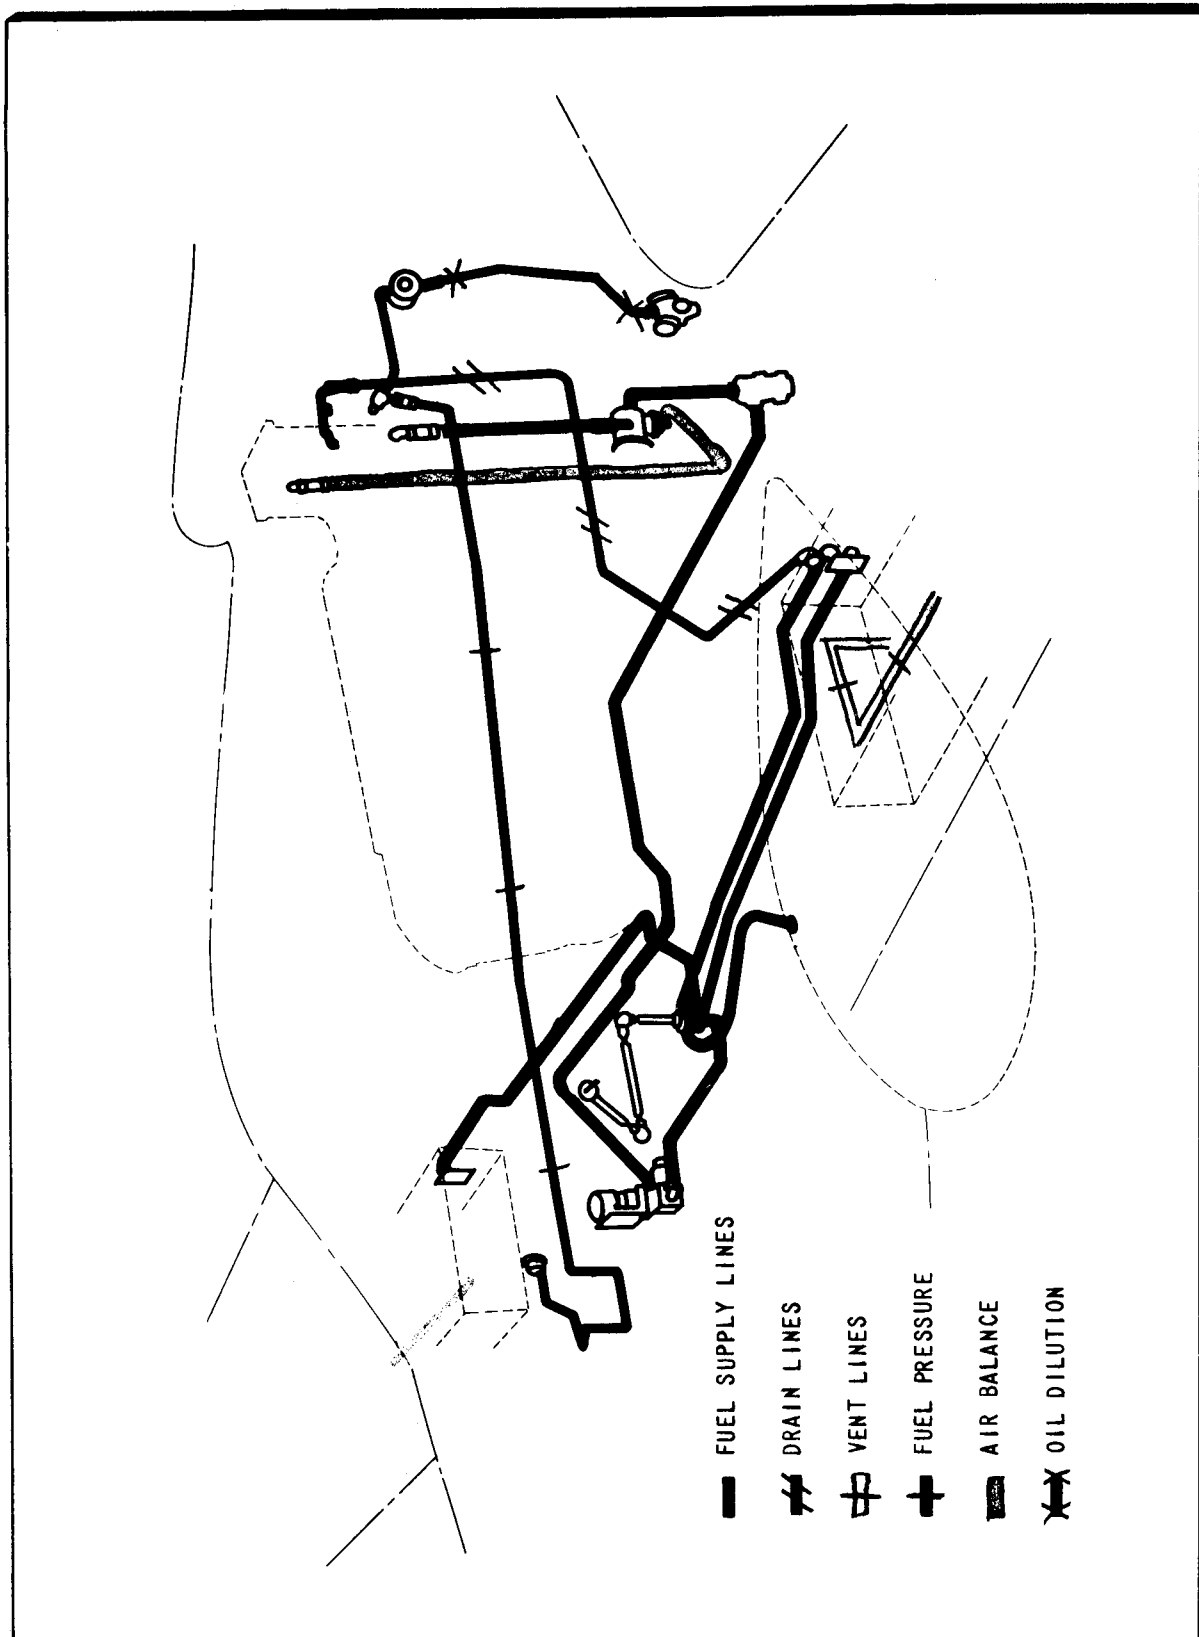 FUEL SUPPLY LINES
DRAIN LINES
VENT LINES
FUEL PRESSURE
AIR BALANCE
OIL DILUTION